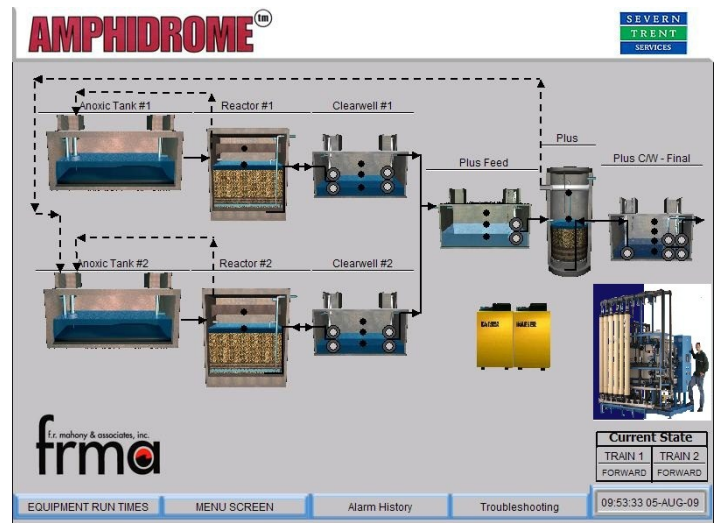 AMPHIDROME tm
SEVERN
TRENT
SERVICES
Anoxic Tank #1
Reactor #1
Clearwell #1
Plus Feed
Plus
Plus C/W - Final
Anoxic Tank #2
Reactor #2
Clearwell #2
KAESER
f.r. mahony & associates, inc.
frma
Current State
TRAIN 1 TRAIN 2
FORWARD FORWARD
EQUIPMENT RUN TIMES
MENU SCREEN
Alarm History
Troubleshooting
09:53:33 05-AUG-09